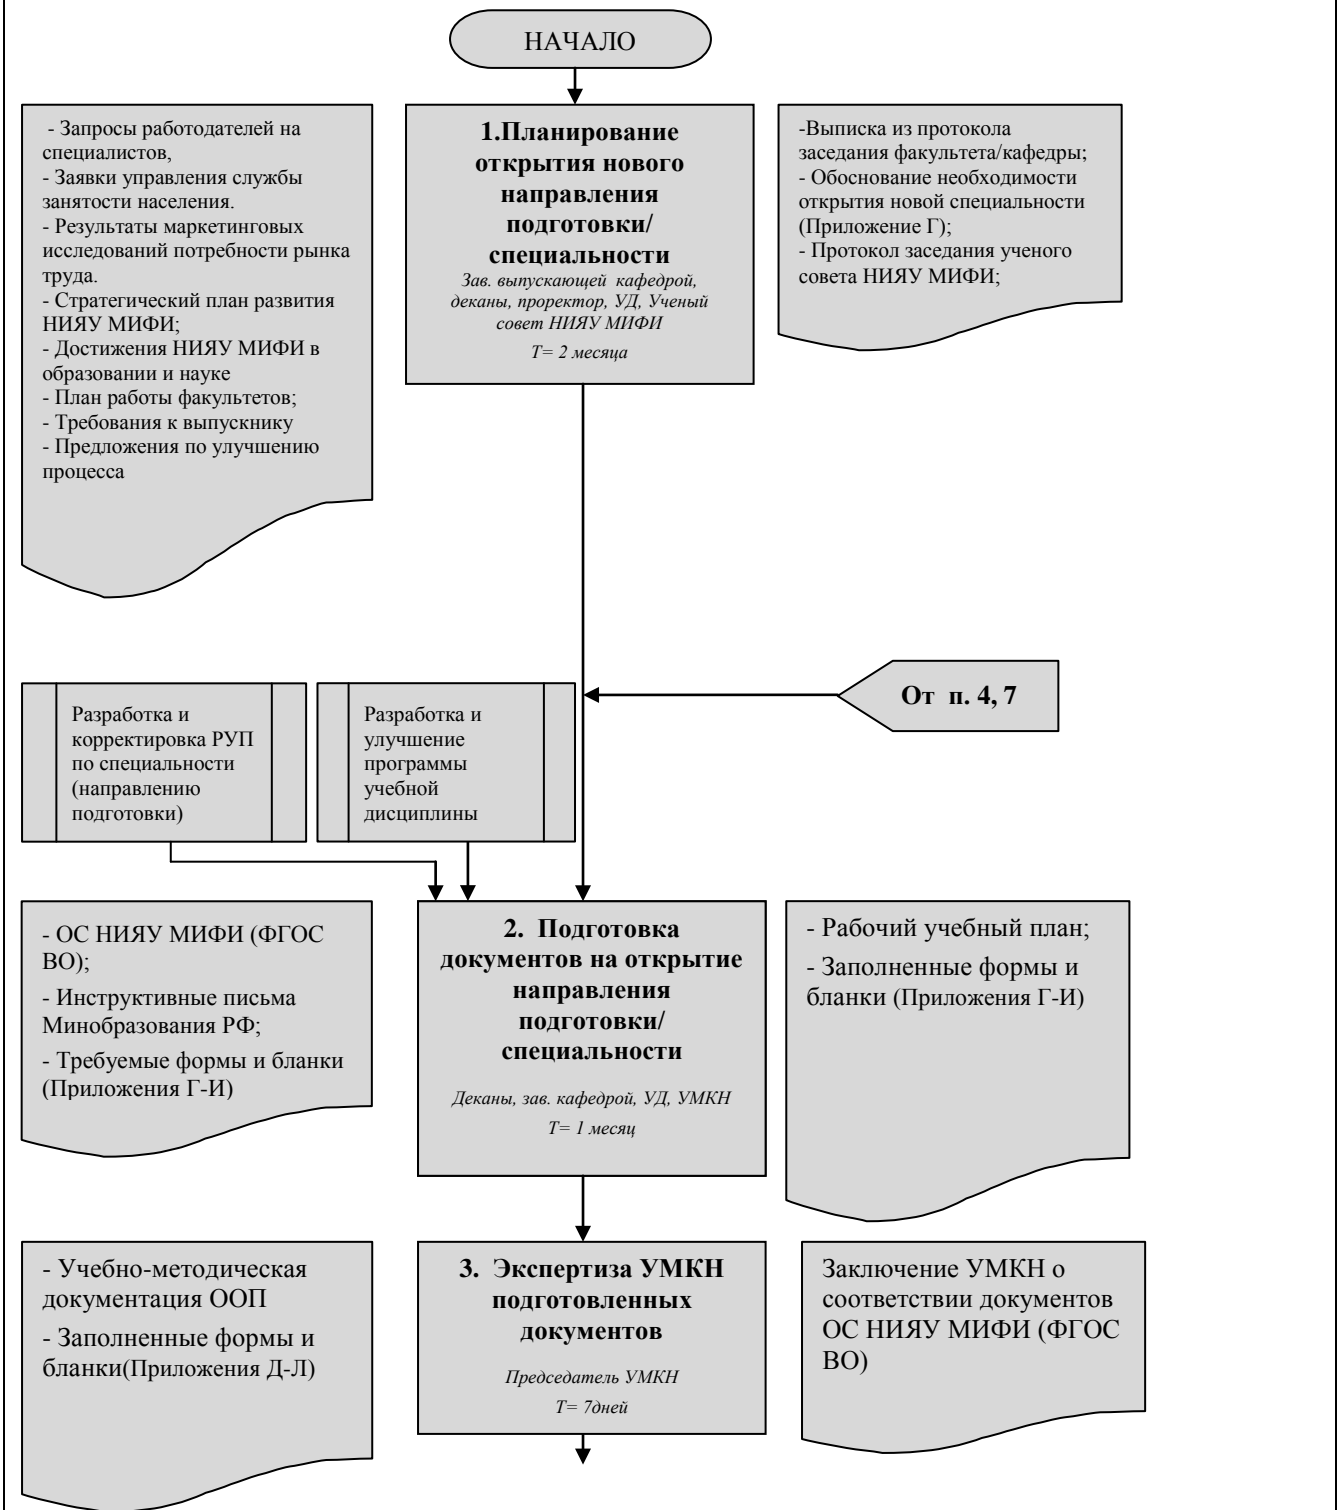 НАЧАЛО
- Запросы работодателей на
специалистов,
- Заявки управления службы
занятости населения.
- Результаты маркетинговых
исследований потребности рынка
труда.
- Стратегический план развития
НИЯУ МИФИ;
- Достижения НИЯУ МИФИ в
образовании и науке
- План работы факультетов;
- Требования к выпускнику
- Предложения по улучшению
процесса
1.Планирование
открытия нового
направления
подготовки/
специальности
Зав. выпускающей кафедрой,
деканы, проректор, УД, Ученый
совет НИЯУ МИФИ
Т= 2 месяца
-Выписка из протокола
заседания факультета/кафедры;
- Обоснование необходимости
открытия новой специальности
(Приложение Г);
- Протокол заседания ученого
совета НИЯУ МИФИ;
От п. 4, 7
Разработка и
корректировка РУП
по специальности
(направлению
подготовки)
Разработка и
улучшение
программы
учебной
дисциплины
- ОС НИЯУ МИФИ (ФГОС
ВО);
- Инструктивные письма
Минобразования РФ;
- Требуемые формы и бланки
(Приложения Г-И)
2. Подготовка
документов на открытие
направления
подготовки/
специальности
Деканы, зав. кафедрой, УД, УМКН
Т= 1 месяц
- Рабочий учебный план;
- Заполненные формы и
бланки (Приложения Г-И)
- Учебно-методическая
документация ООП
- Заполненные формы и
бланки(Приложения Д-Л)
3. Экспертиза УМКН
подготовленных
документов
Председатель УМКН
Т= 7дней
Заключение УМКН о
соответствии документов
ОС НИЯУ МИФИ (ФГОС
ВО)